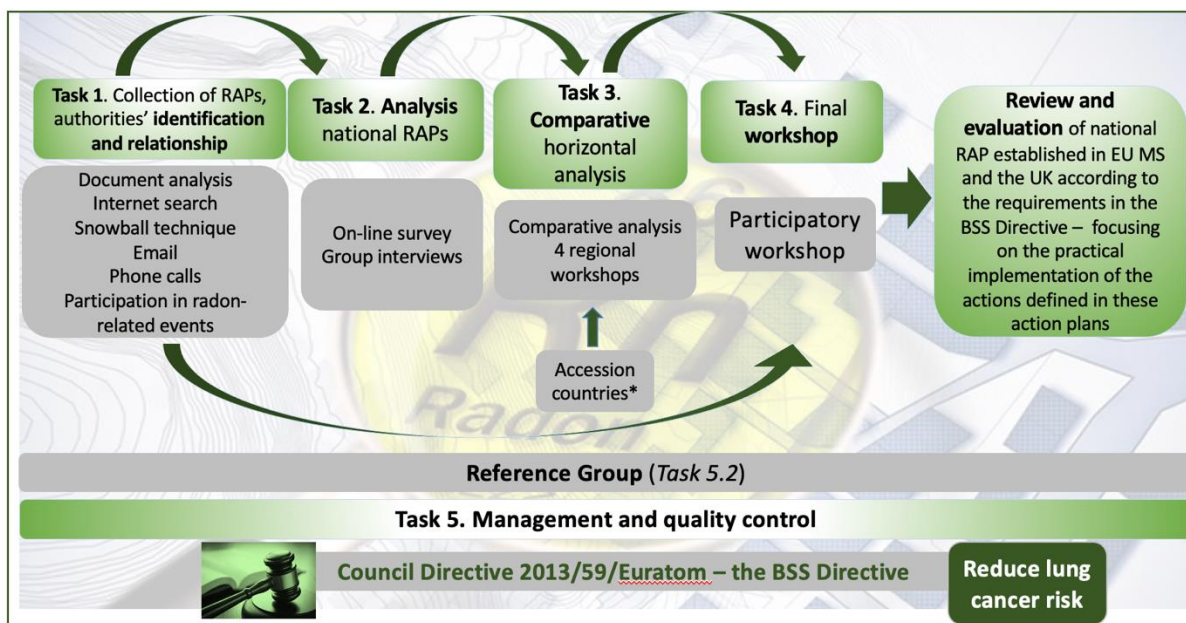 Task 1. Collection of RAPs,
authorities’ identification
and relationship
Document analysis
Internet search
Snowball technique
Email
Phone calls
Participation in radon-
related events
Task 2. Analysis
national RAPs
On-line survey
Group interviews
Task 3.
Comparative
horizontal
analysis
Comparative analysis
4 regional
workshops
Accession
countries*
Task 4. Final
workshop
Participatory
workshop
Review and
evaluation of national
RAP established in EU MS
and the UK according to
the requirements in the
BSS Directive – focusing
on the practical
implementation of the
actions defined in these
action plans
Rn
Radon
Reference Group (Task 5.2)
Task 5. Management and quality control
Council Directive 2013/59/Euratom – the BSS Directive
Reduce lung
cancer risk